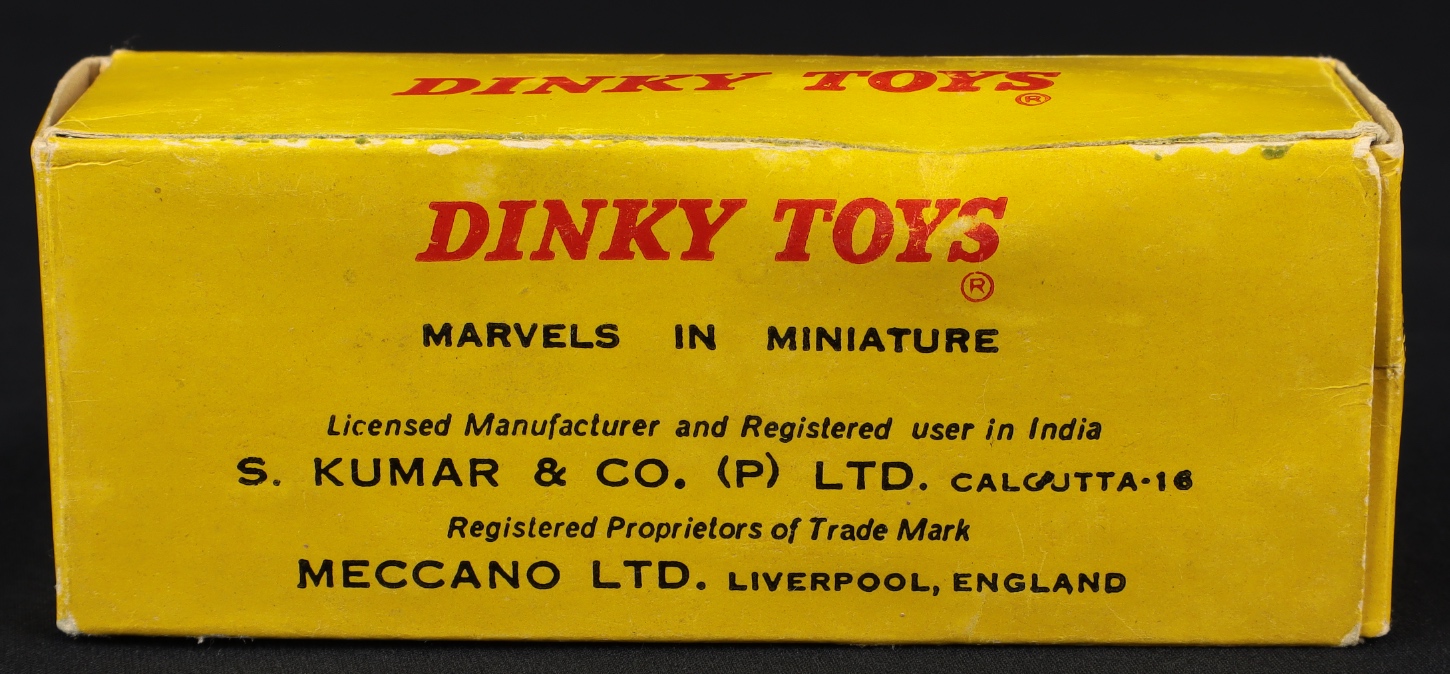 DINKY TOYS
®
DINKY TOYS
®
MARVELS IN MINIATURE
Licensed Manufacturer and Registered user in India
S. KUMAR & CO. (P) LTD. CALCUTTA-16
Registered Proprietors of Trade Mark
MECCANO LTD. LIVERPOOL, ENGLAND